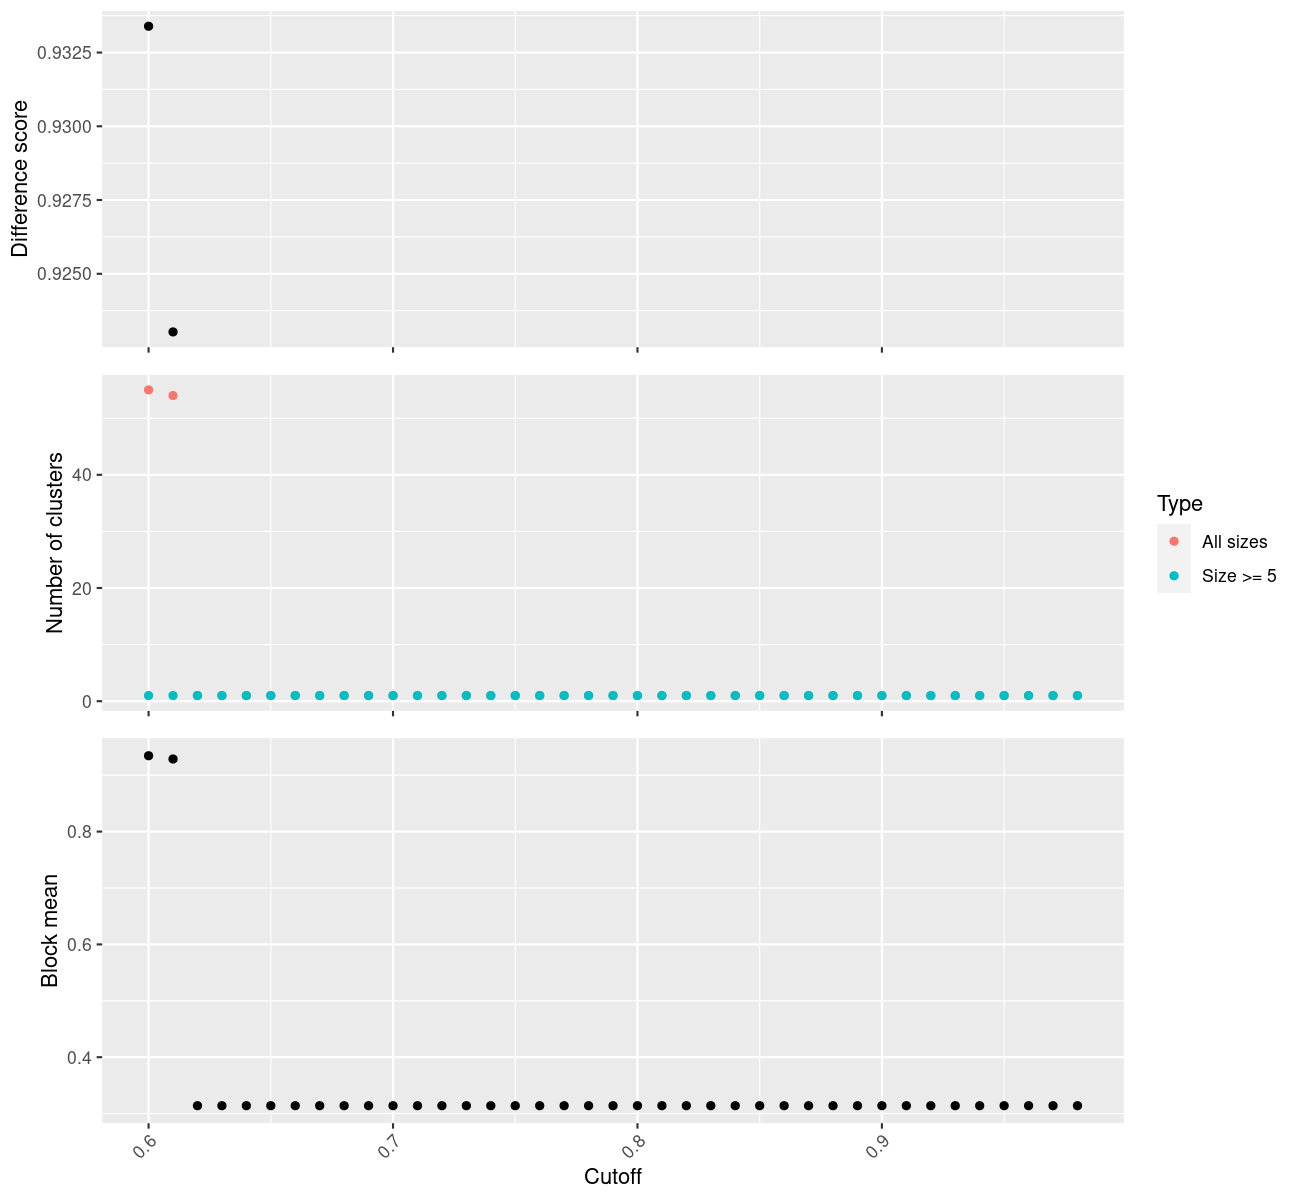 Difference score
0.9325
0.9300
0.9275
0.9250
Number of clusters
40
20
0
Type
All sizes
Size >= 5
Block mean
0.8
0.6
0.4
0.6
0.7
0.8
0.9
Cutoff